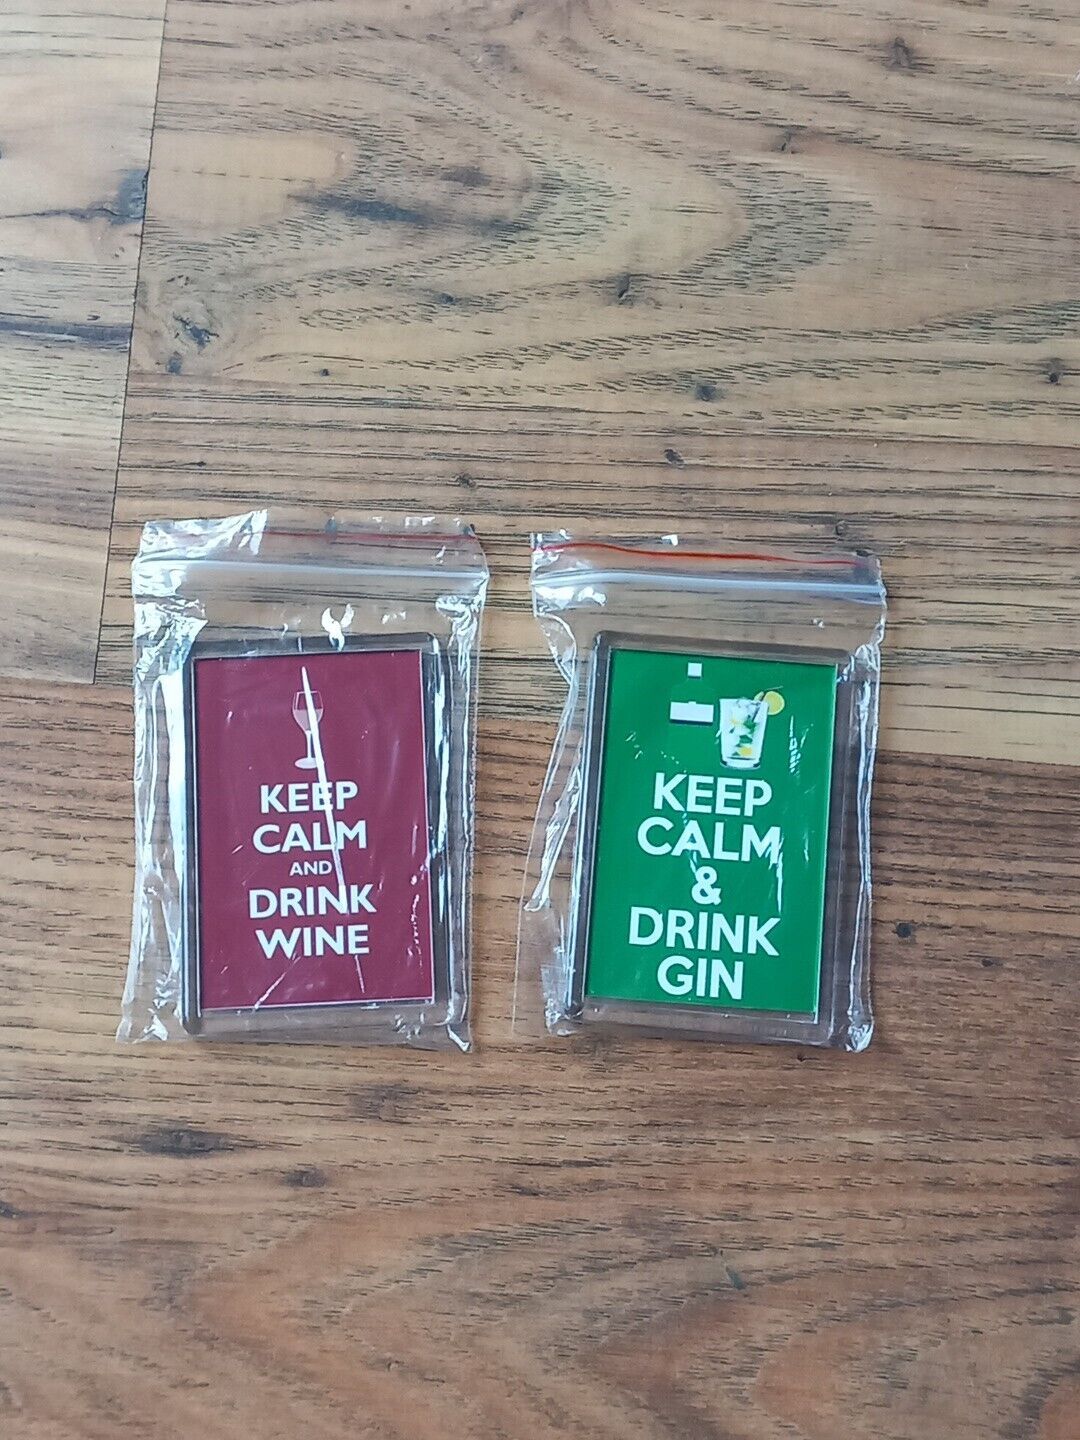 KEEP
CALM
AND
DRINK
WINE
KEEP
CALM
&
DRINK
GIN